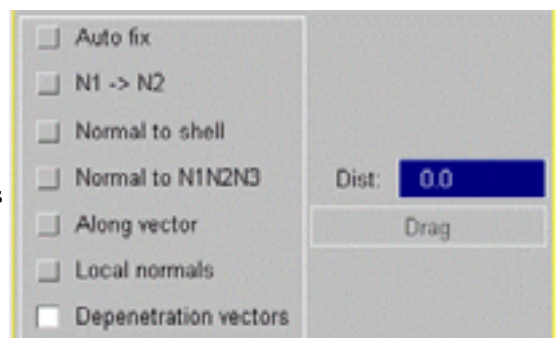 Auto fix
N1 -> N2
Normal to shell
Normal to N1N2N3
Dist: 0.0
Along vector
Drag
Local normals
Depenetration vectors
s